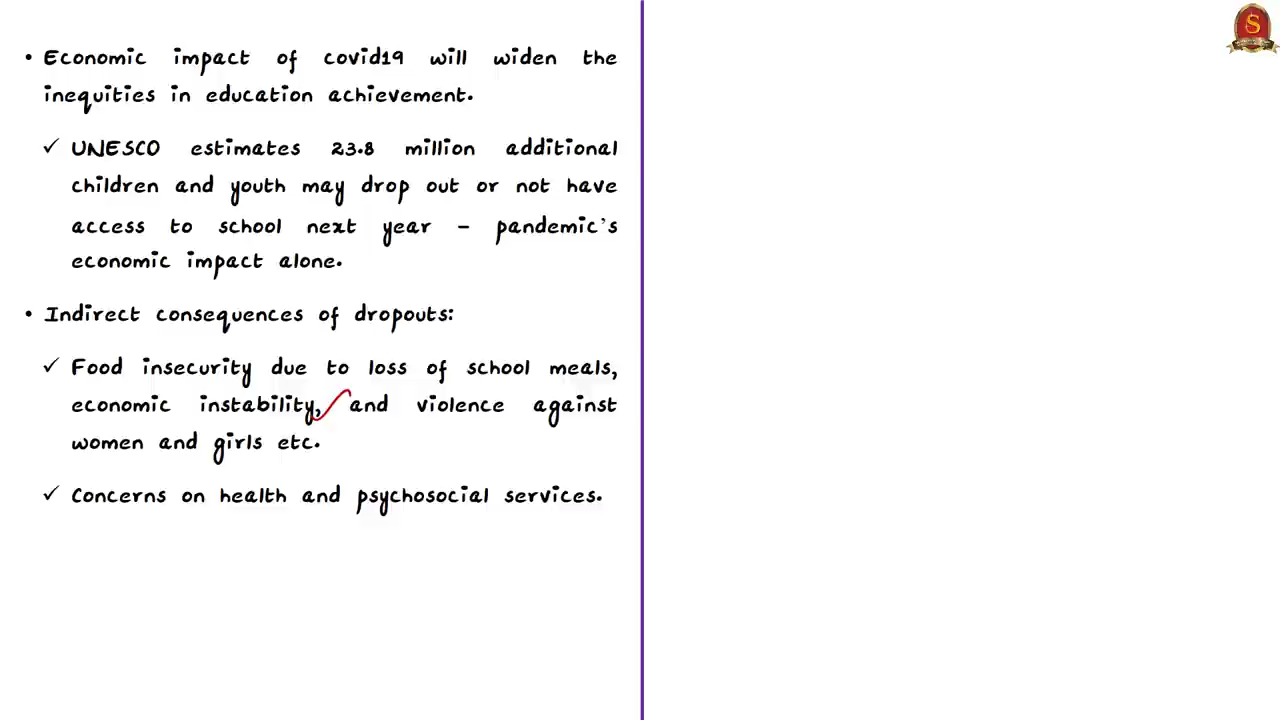 • Economic impact of covid19 will widen the
inequities in education achievement.
✓ UNESCO estimates 23.8 million additional
children and youth may drop out or not have
access to school next year – pandemic's
economic impact alone.
• Indirect consequences of dropouts:
✓ Food insecurity due to loss of school meals,
economic instability, and violence against
women and girls etc.
✓ Concerns on health and psychosocial services.
S